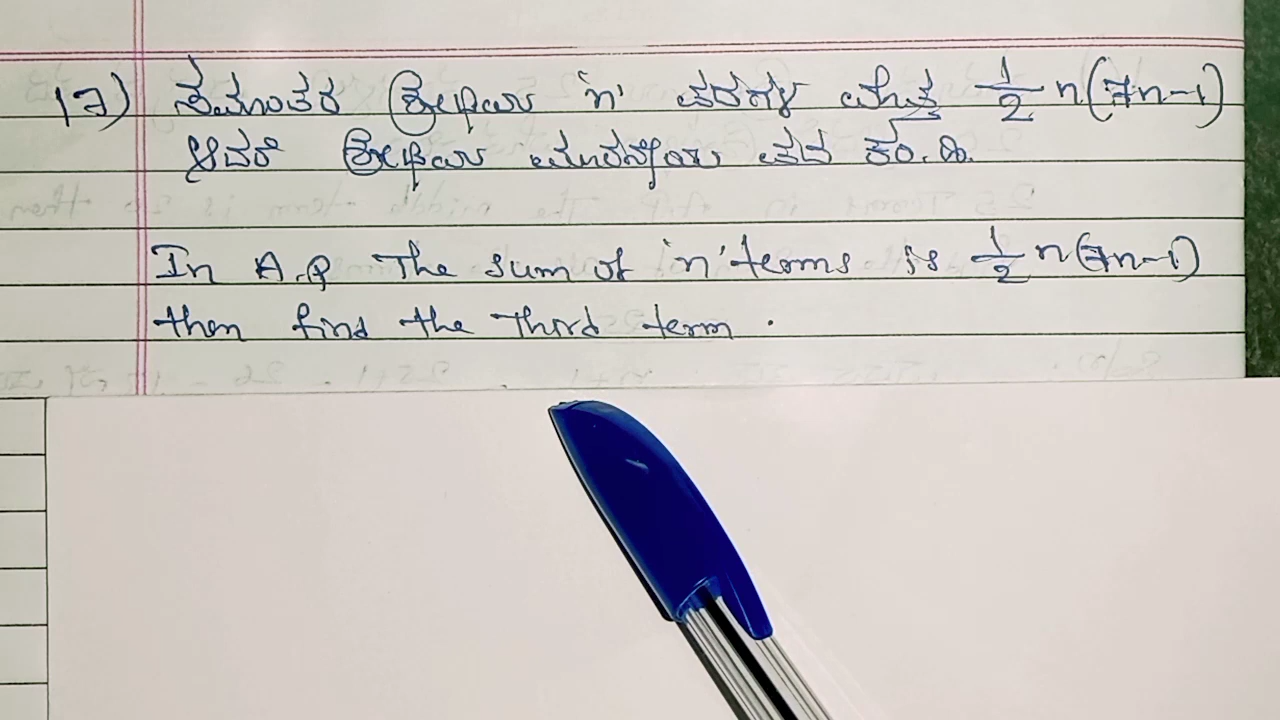 17) ಸಮಾಂತರ ಶ್ರೇಢಿಯ 'n' ಪದಗಳ ಮೊತ್ತ 1/2 n(7n-1)
ಆದರೆ ಶ್ರೇಢಿಯ ಮೂರನೇಯ ಪದ ಕಂ.ಹಿ.
In A.P The sum of 'n' terms is 1/2 n(7n-1)
then find the Third term.